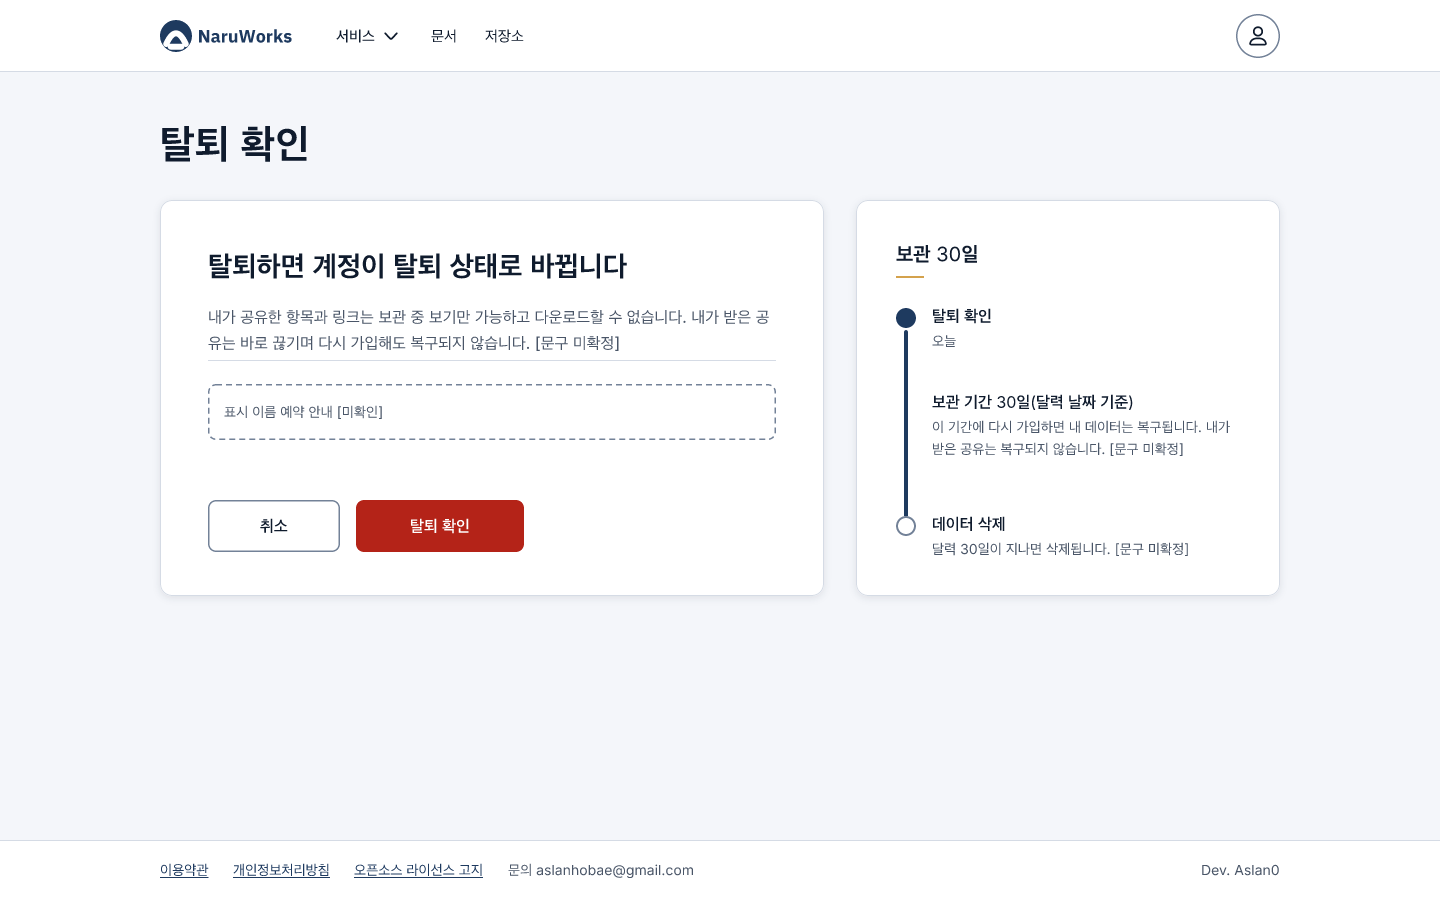 NaruWorks
서비스
문서
저장소
탈퇴 확인
탈퇴하면 계정이 탈퇴 상태로 바뀝니다
내가 공유한 항목과 링크는 보관 중 보기만 가능하고 다운로드할 수 없습니다. 내가 받은 공
유는 바로 끊기며 다시 가입해도 복구되지 않습니다. [문구 미확정]
표시 이름 예약 안내 [미확인]
취소
탈퇴 확인
보관 30일
탈퇴 확인
오늘
보관 기간 30일(달력 날짜 기준)
이 기간에 다시 가입하면 내 데이터는 복구됩니다. 내가
받은 공유는 복구되지 않습니다. [문구 미확정]
데이터 삭제
달력 30일이 지나면 삭제됩니다. [문구 미확정]
이용약관
개인정보처리방침
오픈소스 라이선스 고지
문의 aslanhobae@gmail.com
Dev. Aslan0